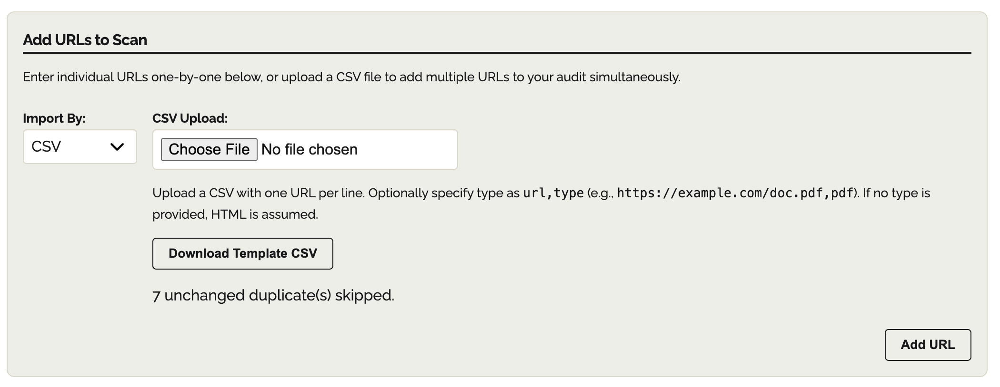 Add URLs to Scan
Enter individual URLs one-by-one below, or upload a CSV file to add multiple URLs to your audit simultaneously.
Import By:
CSV
CSV Upload:
Choose File No file chosen
Upload a CSV with one URL per line. Optionally specify type as url,type (e.g., https://example.com/doc.pdf,pdf). If no type is
provided, HTML is assumed.
Download Template CSV
7 unchanged duplicate(s) skipped.
Add URL